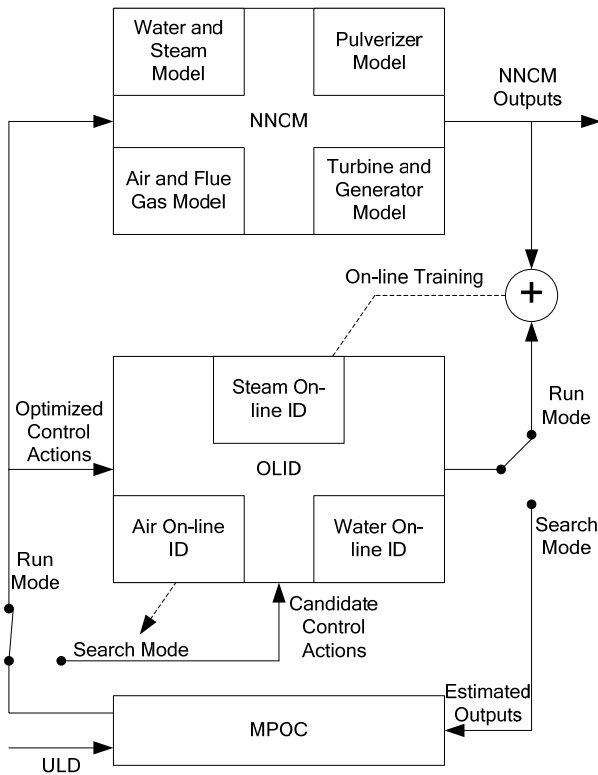 Water and
Steam
Model
Pulverizer
Model
NNCM
Outputs
NNCM
Air and Flue
Gas Model
Turbine and
Generator
Model
On-line Training
+
Steam On-
line ID
Run
Mode
Optimized
Control
Actions
OLID
Air On-line
ID
Water On-
line ID
Search
Mode
Run
Mode
Candidate
Control
Actions
Search Mode
Estimated
Outputs
MPOC
ULD